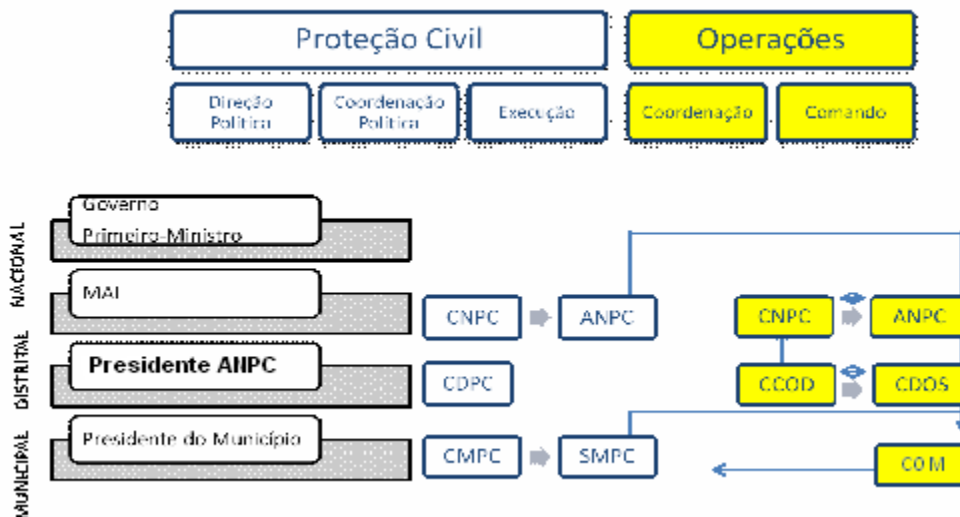 Proteção Civil
Operações
Direção
Política
Coordenação
Política
Execução
Coordenação
Comando
NACIONAL
Governo
Primeiro-Ministro
MAI
CNPC
ANPC
CNPC
ANPC
DISTRITAL
Presidente ANPC
CDPC
CCOD
CDOS
MUNICIPAL
Presidente do Município
CMPC
SMPC
COM